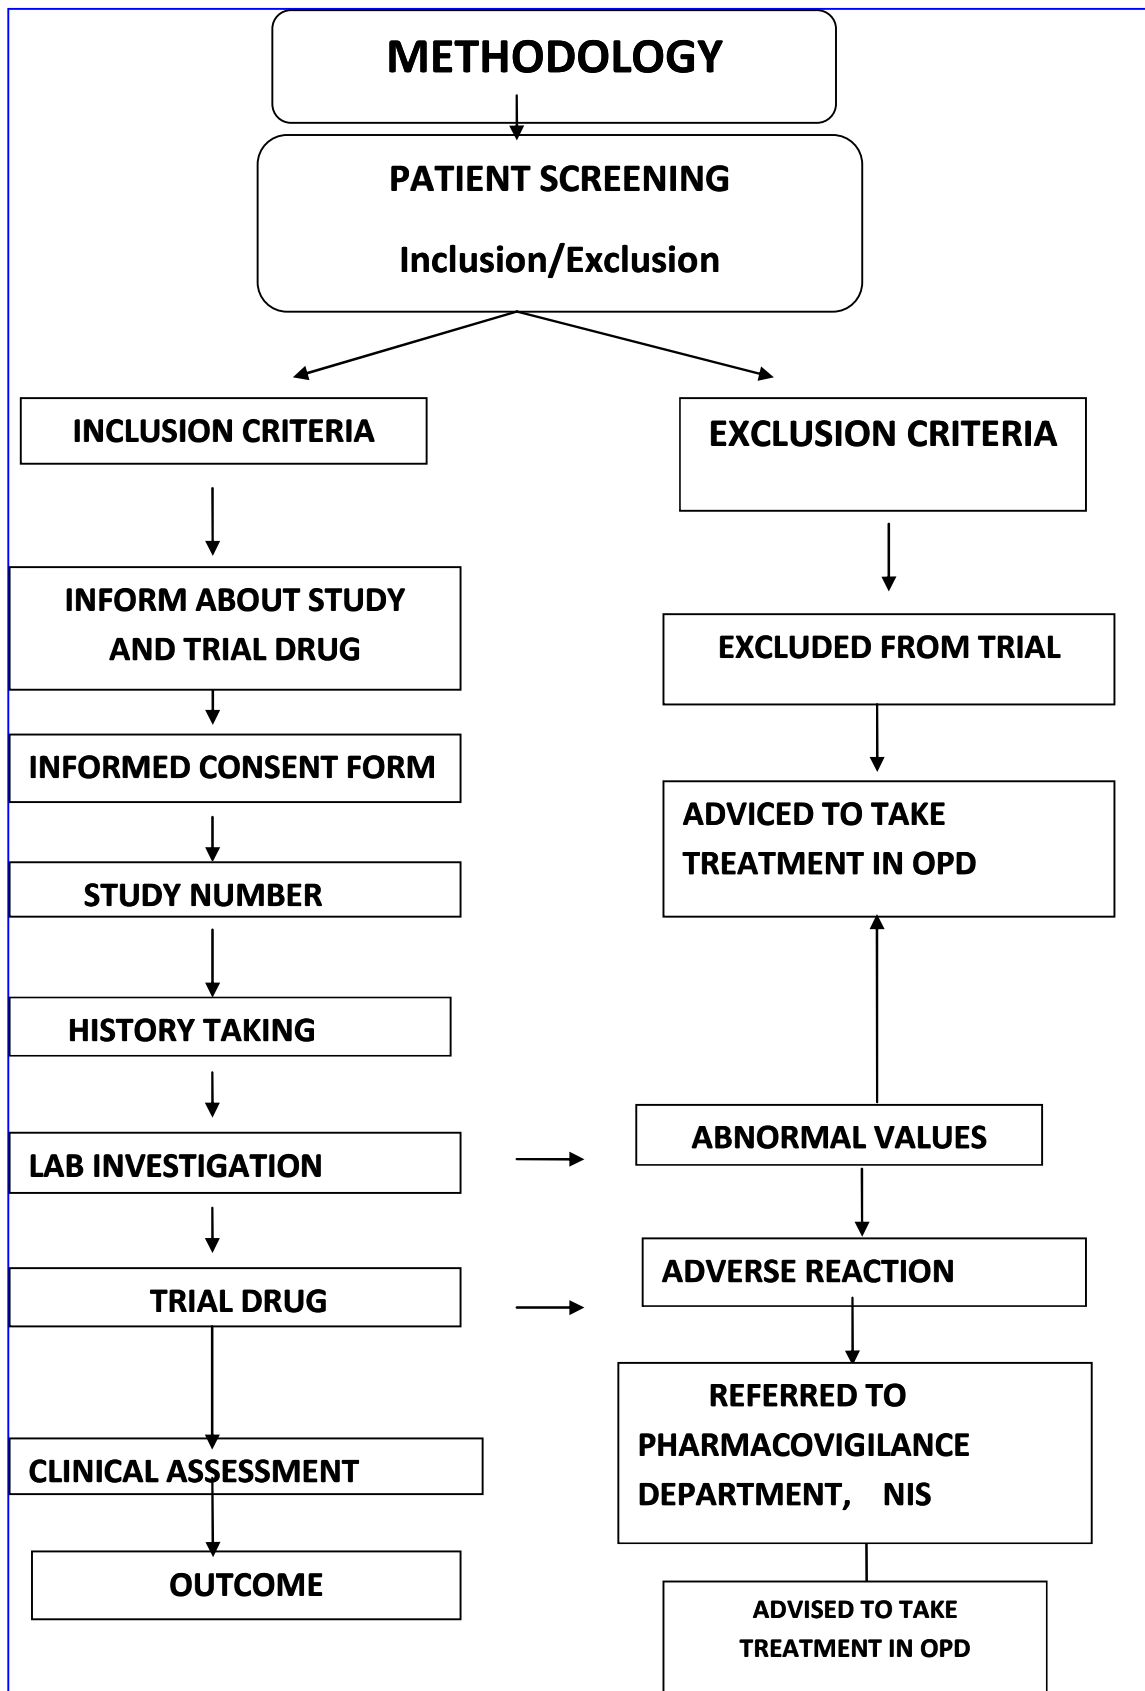 METHODOLOGY
PATIENT SCREENING
Inclusion/Exclusion
INCLUSION CRITERIA
EXCLUSION CRITERIA
INFORM ABOUT STUDY
AND TRIAL DRUG
EXCLUDED FROM TRIAL
INFORMED CONSENT FORM
ADVICED TO TAKE
TREATMENT IN OPD
STUDY NUMBER
HISTORY TAKING
LAB INVESTIGATION
ABNORMAL VALUES
TRIAL DRUG
ADVERSE REACTION
REFERRED TO
PHARMACOVIGILANCE
DEPARTMENT, NIS
CLINICAL ASSESSMENT
OUTCOME
ADVISED TO TAKE
TREATMENT IN OPD